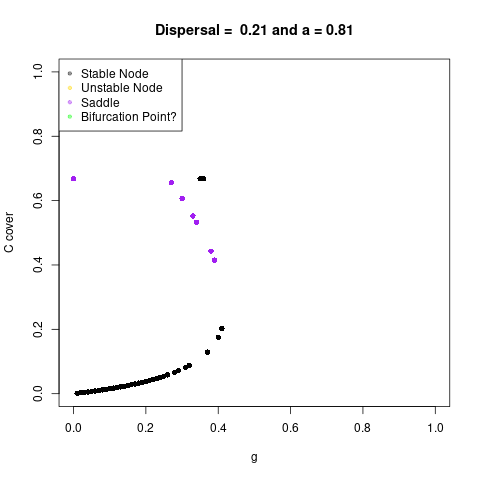 Dispersal =  0.21 and a = 0.81
Stable Node
Unstable Node
Saddle
Bifurcation Point?
C cover
1.0
0.8
0.6
0.4
0.2
0.0
0.0 0.2 0.4 0.6 0.8 1.0
g